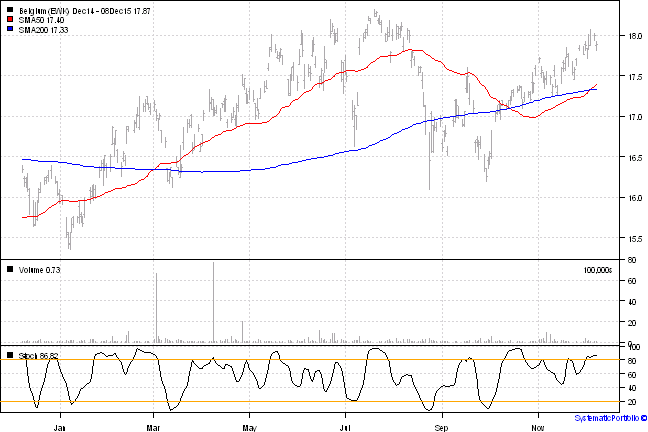 Belgium (EWK) Dec14 - 08Dec15 17.87
SMA50 17.40
SMA200 17.33
18.0
17.5
17.0
16.5
16.0
15.5
Volume 0.73
100,000s
80
60
40
20
0
Stoch 86.82
100
80
60
40
20
Jan
Mar
May
Jul
Sep
Nov
SystematicPortfolio ©